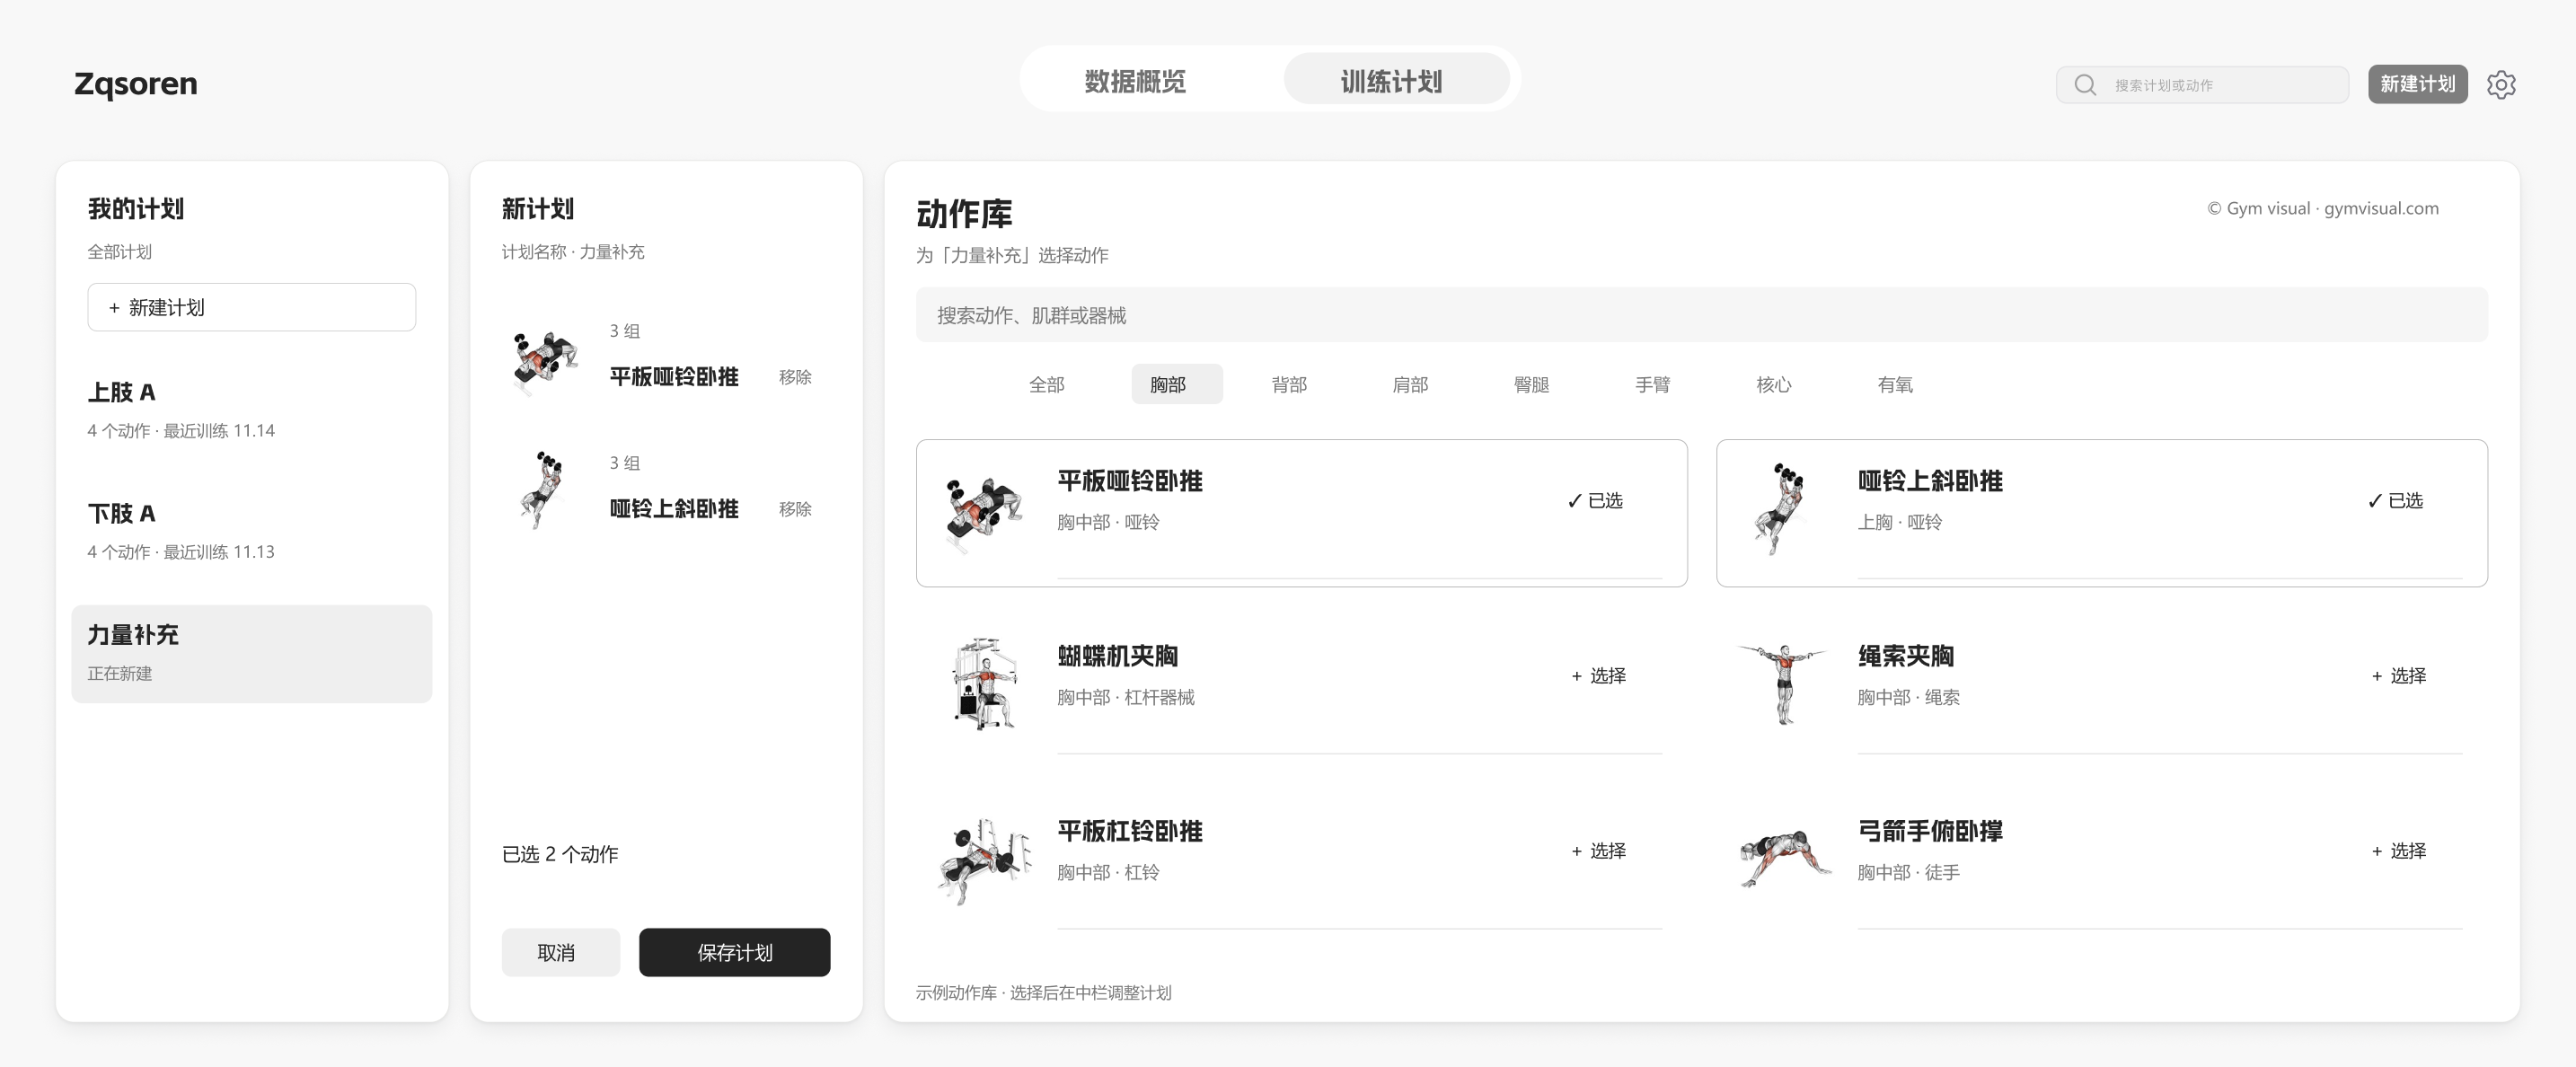 Zqsoren
数据概览
训练计划
搜索计划或动作
新建计划
我的计划
全部计划
+ 新建计划
上肢 A
4 个动作 · 最近训练 11.14
下肢 A
4 个动作 · 最近训练 11.13
力量补充
正在新建
新计划
计划名称 · 力量补充
3 组
平板哑铃卧推 移除
3 组
哑铃上斜卧推 移除
已选 2 个动作
取消
保存计划
动作库
© Gym visual · gymvisual.com
为「力量补充」选择动作
搜索动作、肌群或器械
全部 胸部 背部 肩部 臀腿 手臂 核心 有氧
平板哑铃卧推
胸中部 · 哑铃
✓ 已选
哑铃上斜卧推
上胸 · 哑铃
✓ 已选
蝴蝶机夹胸
胸中部 · 杠杆器械
+ 选择
绳索夹胸
胸中部 · 绳索
+ 选择
平板杠铃卧推
胸中部 · 杠铃
+ 选择
弓箭手俯卧撑
胸中部 · 徒手
+ 选择
示例动作库 · 选择后在中栏调整计划